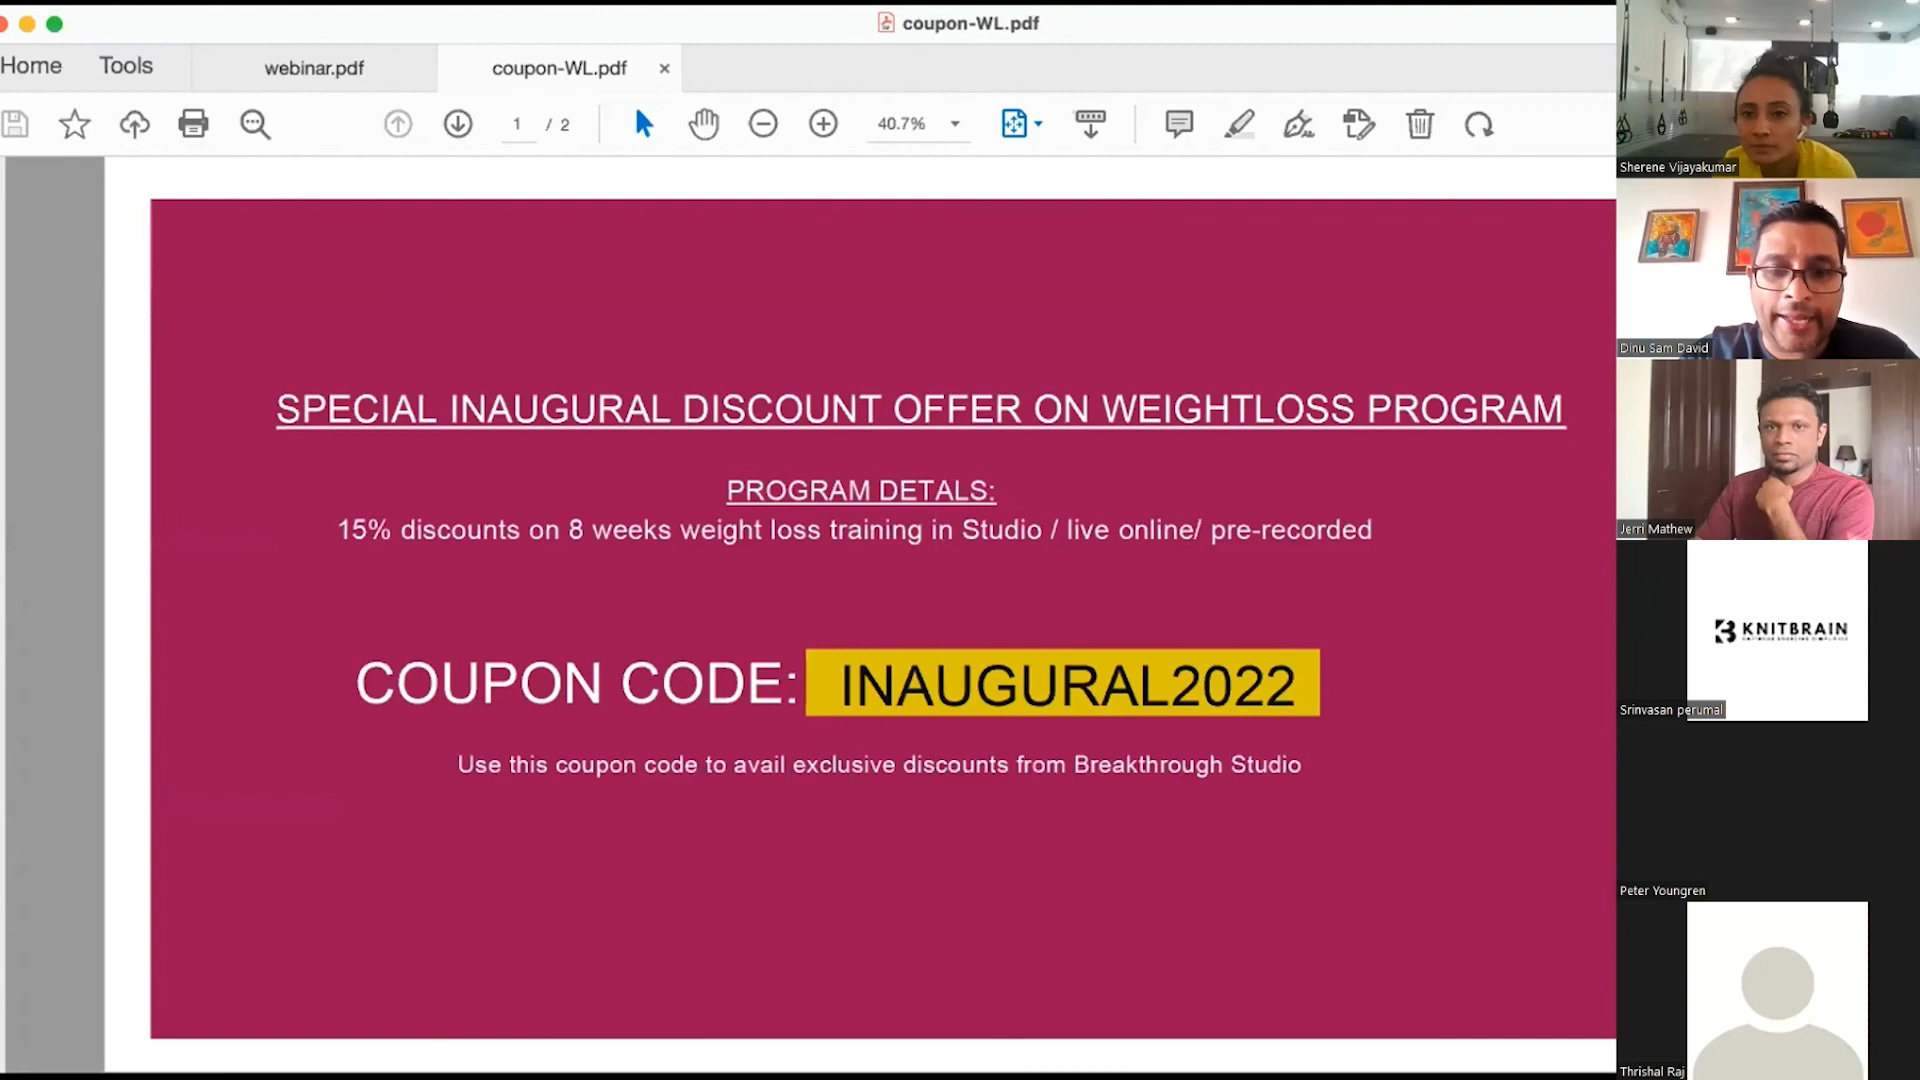 coupon-WL.pdf
Home
Tools
webinar.pdf
coupon-WL.pdf
1 / 2
40.7%
SPECIAL INAUGURAL DISCOUNT OFFER ON WEIGHTLOSS PROGRAM
PROGRAM DETALS:
15% discounts on 8 weeks weight loss training in Studio / live online/ pre-recorded
COUPON CODE: INAUGURAL2022
Use this coupon code to avail exclusive discounts from Breakthrough Studio
Sherene Vijayakumar
Dinu Sam David
Jerri Mathew
KNITBRAIN
Srinvasan perumal
Peter Youngren
Thrishal Raj